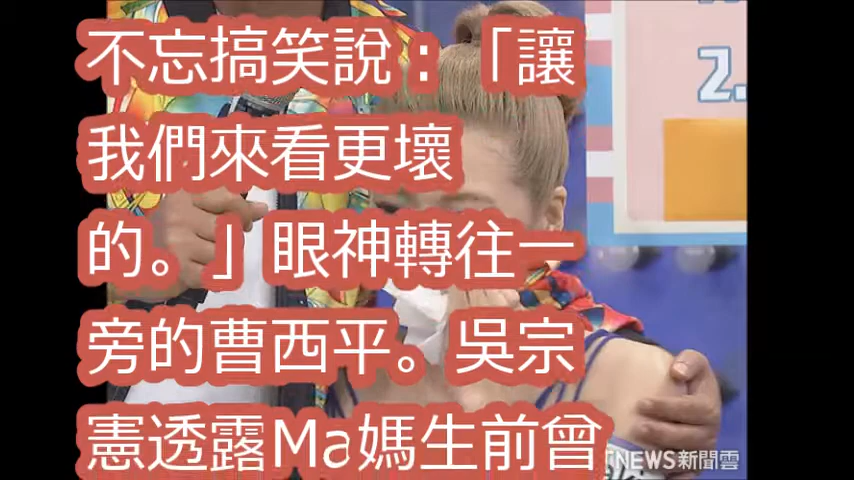 不忘搞笑說：「讓
我們來看更壞
的。」眼神轉往一
旁的曹西平。吳宗
憲透露Ma媽生前曾
2.
TNEWS新聞雲